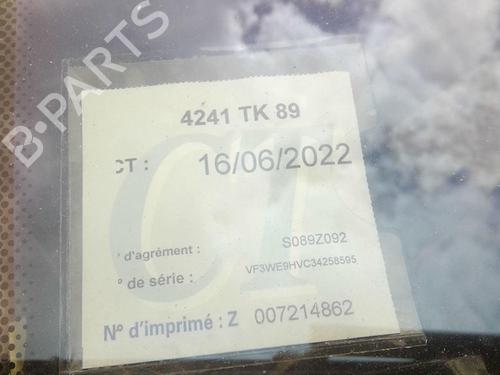 B-PARTS
4241 TK 89
CT : 16/06/2022
° d'agrément : S089Z092
° de série : VF3WE9HVC34258595
N° d'imprimé : Z 007214862